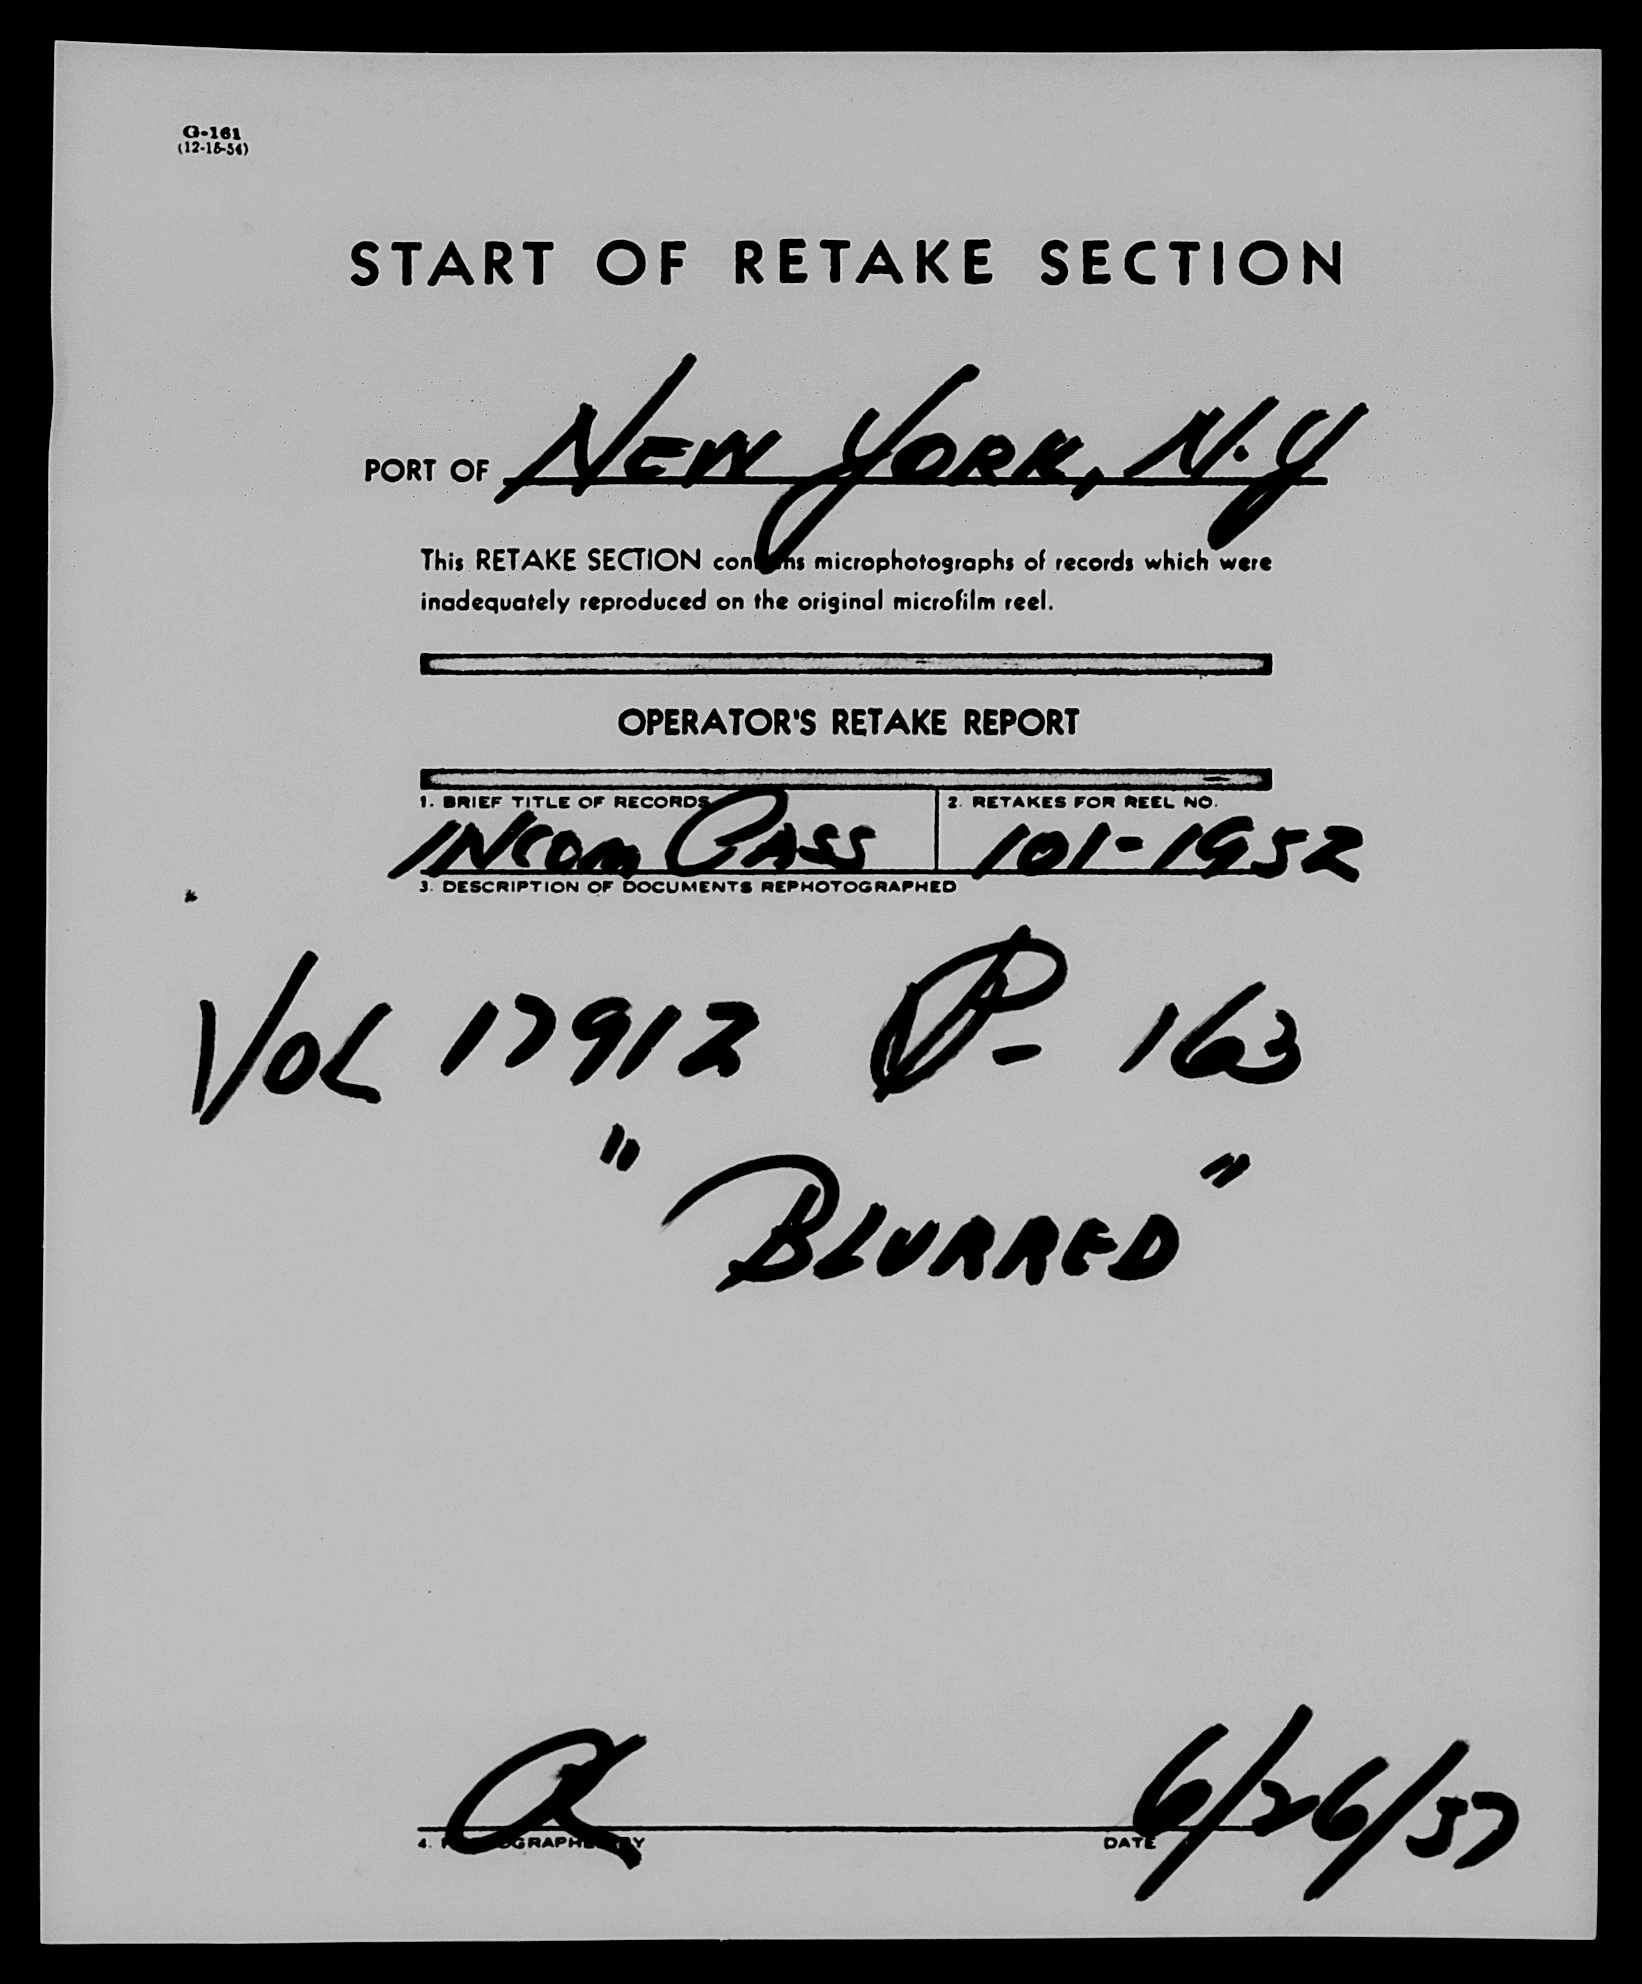 G-161
(12-15-54)
START OF RETAKE SECTION
PORT OF NEW YORK, N.Y
This RETAKE SECTION contains microphotographs of records which were
inadequately reproduced on the original microfilm reel.
OPERATOR'S RETAKE REPORT
1. BRIEF TITLE OF RECORDS 2. RETAKES FOR REEL NO.
INCOM PASS 101-1952
3. DESCRIPTION OF DOCUMENTS REPHOTOGRAPHED
VOL 17912 P- 163
"BLURRED"
a 6/26/57
4. PHOTOGRAPHED BY DATE